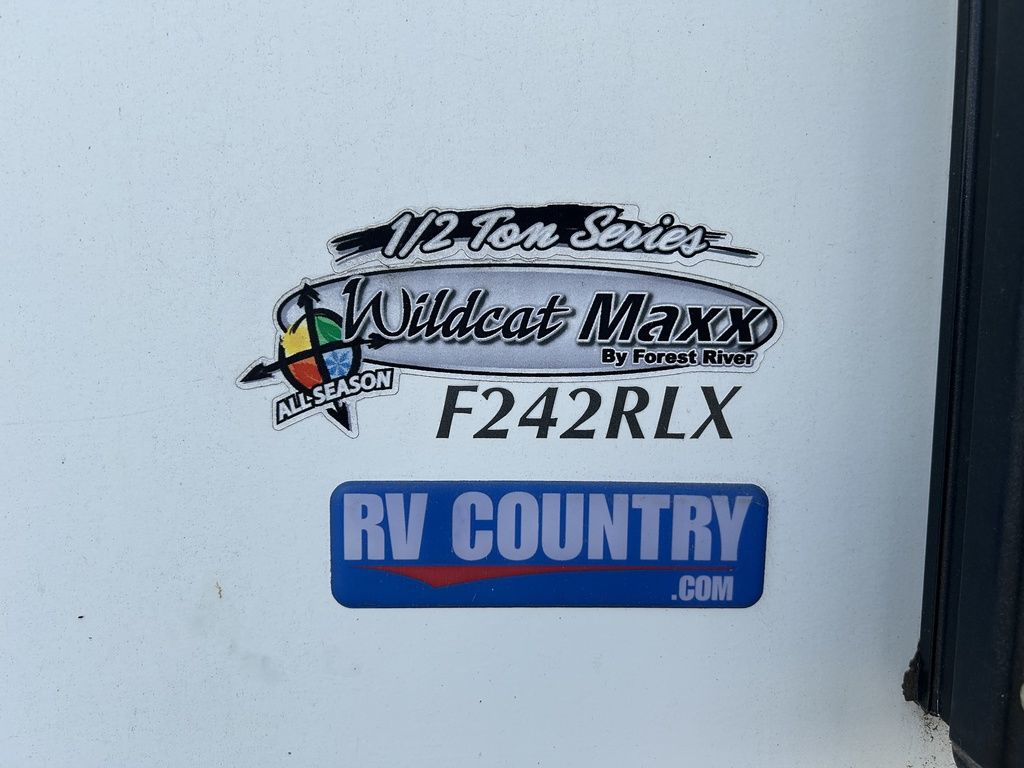 1/2 Ton Series
Wildcat Maxx
By Forest River
ALL SEASON
F242RLX
RV COUNTRY
.COM